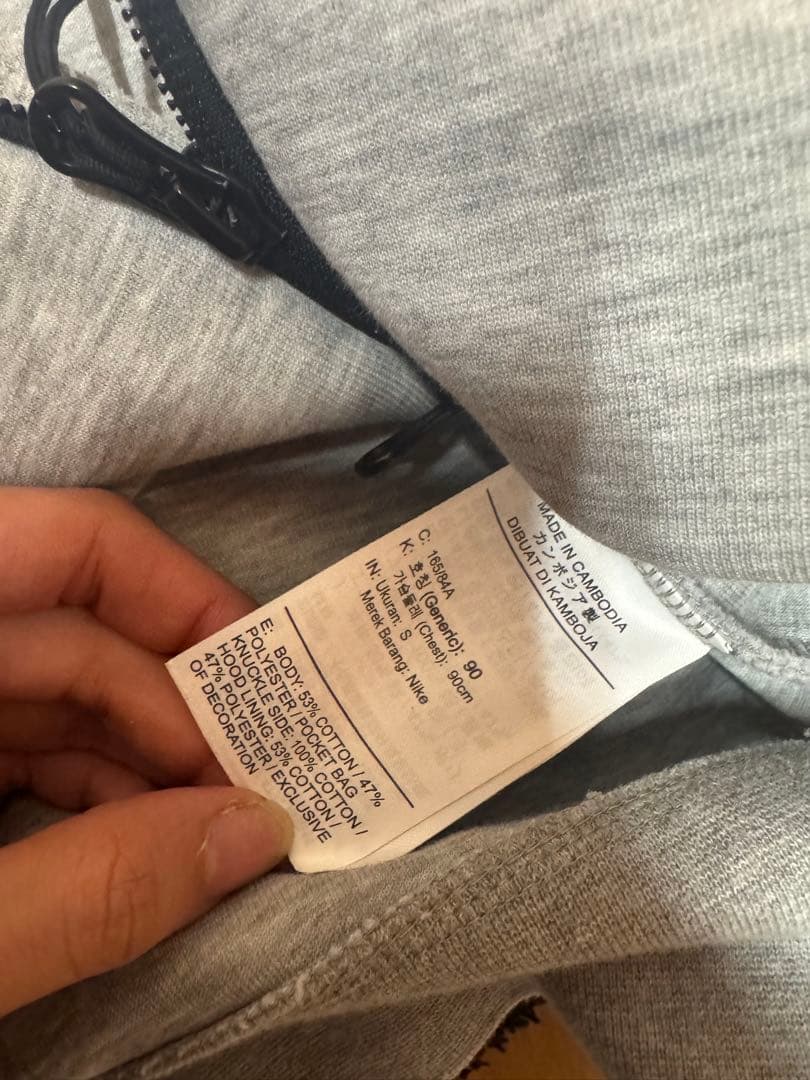 MADE IN CAMBODIA
カンボジア製
DIBUAT DI KAMBOJA
C: 165/84A
K: 호칭 (Generic): 90
가슴둘레 (Chest): 90cm
IN: Ukuran: S
Merek Barang: Nike
E: BODY: 53% COTTON / 47%
POLYESTER / POCKET BAG
KNUCKLE SIDE: 100% COTTON /
HOOD LINING: 53% COTTON /
47% POLYESTER / EXCLUSIVE
OF DECORATION